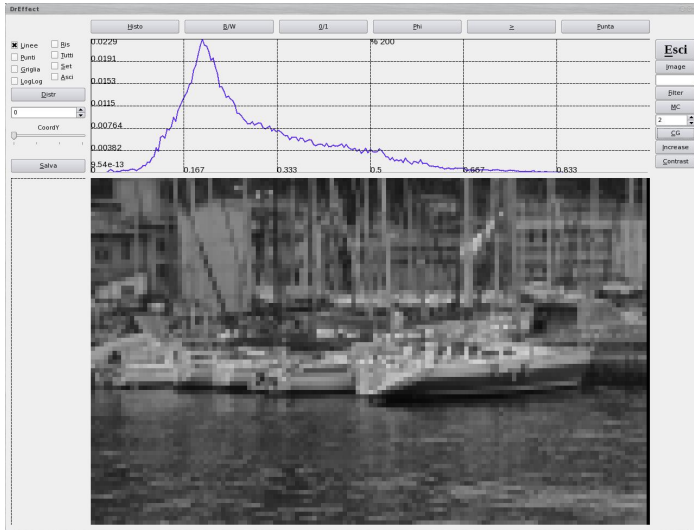 DrEffect
Histo B/W 0/1 Phi ≥ Punta
Linee Ris
Punti Tutti
Griglia Set
LogLog Asci
Distr
0
CoordY
Salva
0.0229 % 200
0.0191
0.0153
0.0115
0.00764
0.00382
9.54e-13
0 0.167 0.333 0.5 0.667 0.833
Esci
Image
Filter
MC
2
CG
Increase
Contrast